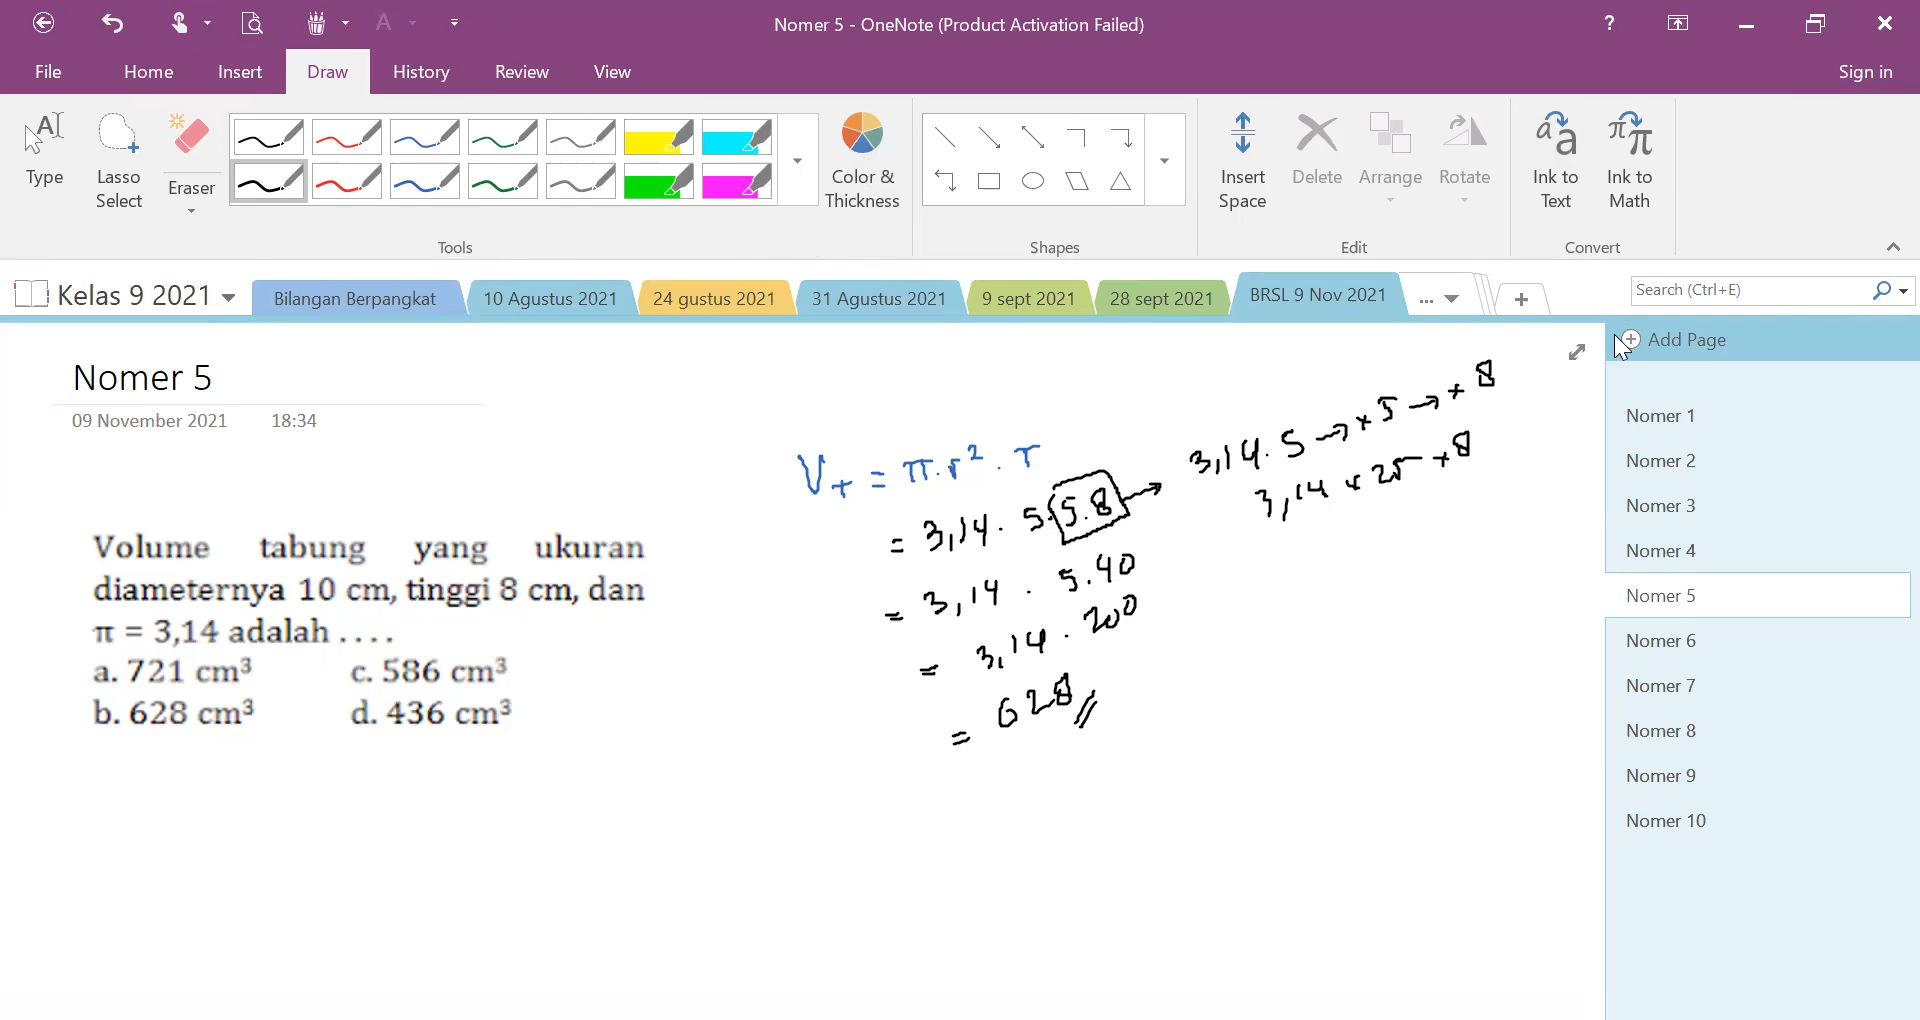 Nomer 5 - OneNote (Product Activation Failed)
?
File Home Insert Draw History Review View Sign in
Type
Lasso Select
Eraser
Color & Thickness
Insert Space
Delete
Arrange
Rotate
Ink to Text
Ink to Math
Tools Shapes Edit Convert
Kelas 9 2021
Bilangan Berpangkat
10 Agustus 2021
24 gustus 2021
31 Agustus 2021
9 sept 2021
28 sept 2021
BRSL 9 Nov 2021
...
Search (Ctrl+E)
Nomer 5
09 November 2021 18:34
Volume tabung yang ukuran
diameternya 10 cm, tinggi 8 cm, dan
π = 3,14 adalah ....
a. 721 cm³ c. 586 cm³
b. 628 cm³ d. 436 cm³
V_T = π.r² . T
= 3,14 . 5.5.8 →
= 3,14 . 5.40
= 3,14 . 200
= 628//
3,14 . 5 → × 5 → × 8
3,14 × 25 × 8
Add Page
Nomer 1
Nomer 2
Nomer 3
Nomer 4
Nomer 5
Nomer 6
Nomer 7
Nomer 8
Nomer 9
Nomer 10